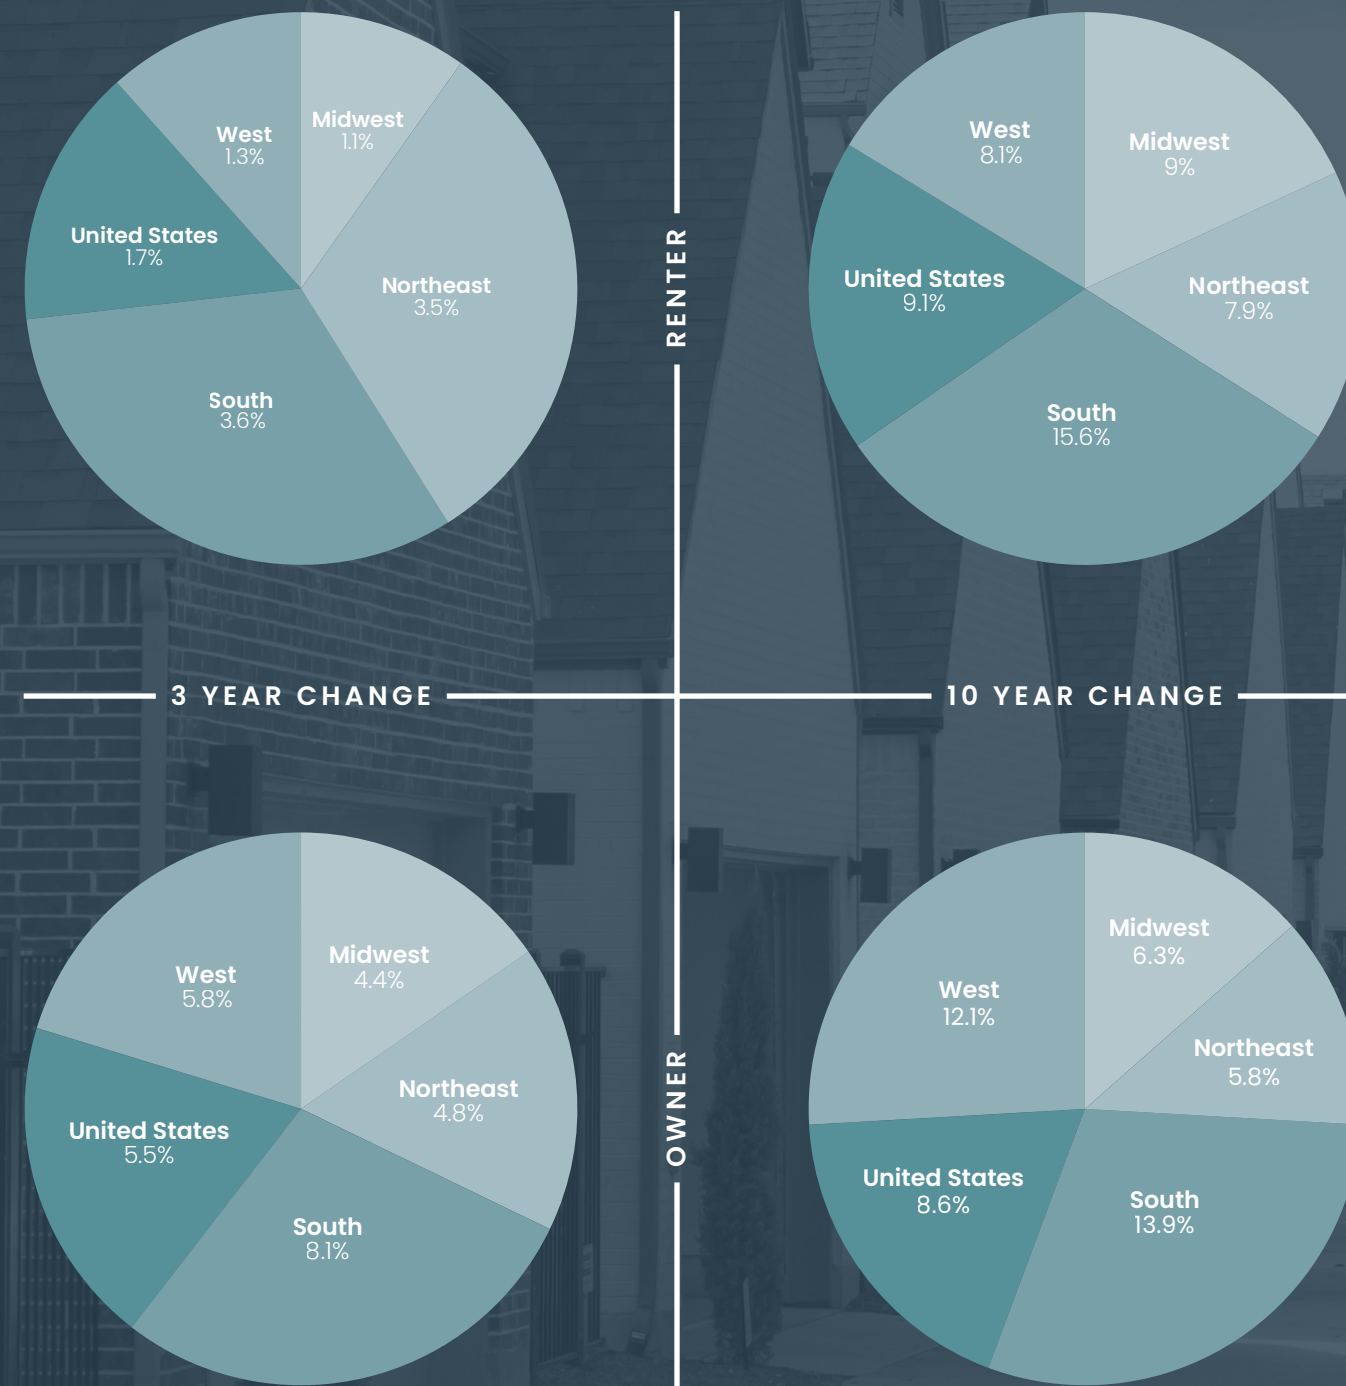 Midwest
1.1%
West
1.3%
United States
1.7%
Northeast
3.5%
South
3.6%
RENTER
West
8.1%
Midwest
9%
United States
9.1%
Northeast
7.9%
South
15.6%
3 YEAR CHANGE
10 YEAR CHANGE
Midwest
4.4%
West
5.8%
Northeast
4.8%
United States
5.5%
South
8.1%
OWNER
Midwest
6.3%
West
12.1%
Northeast
5.8%
United States
8.6%
South
13.9%